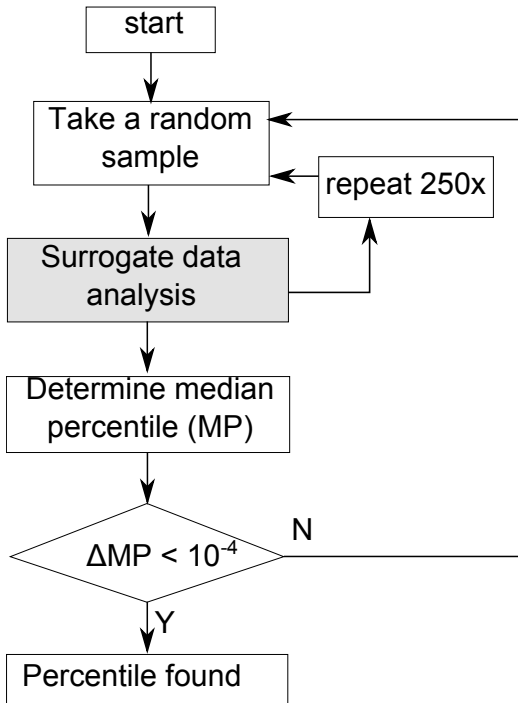 start
Take a random
sample
repeat 250x
Surrogate data
analysis
Determine median
percentile (MP)
ΔMP < 10⁻⁴
N
Y
Percentile found